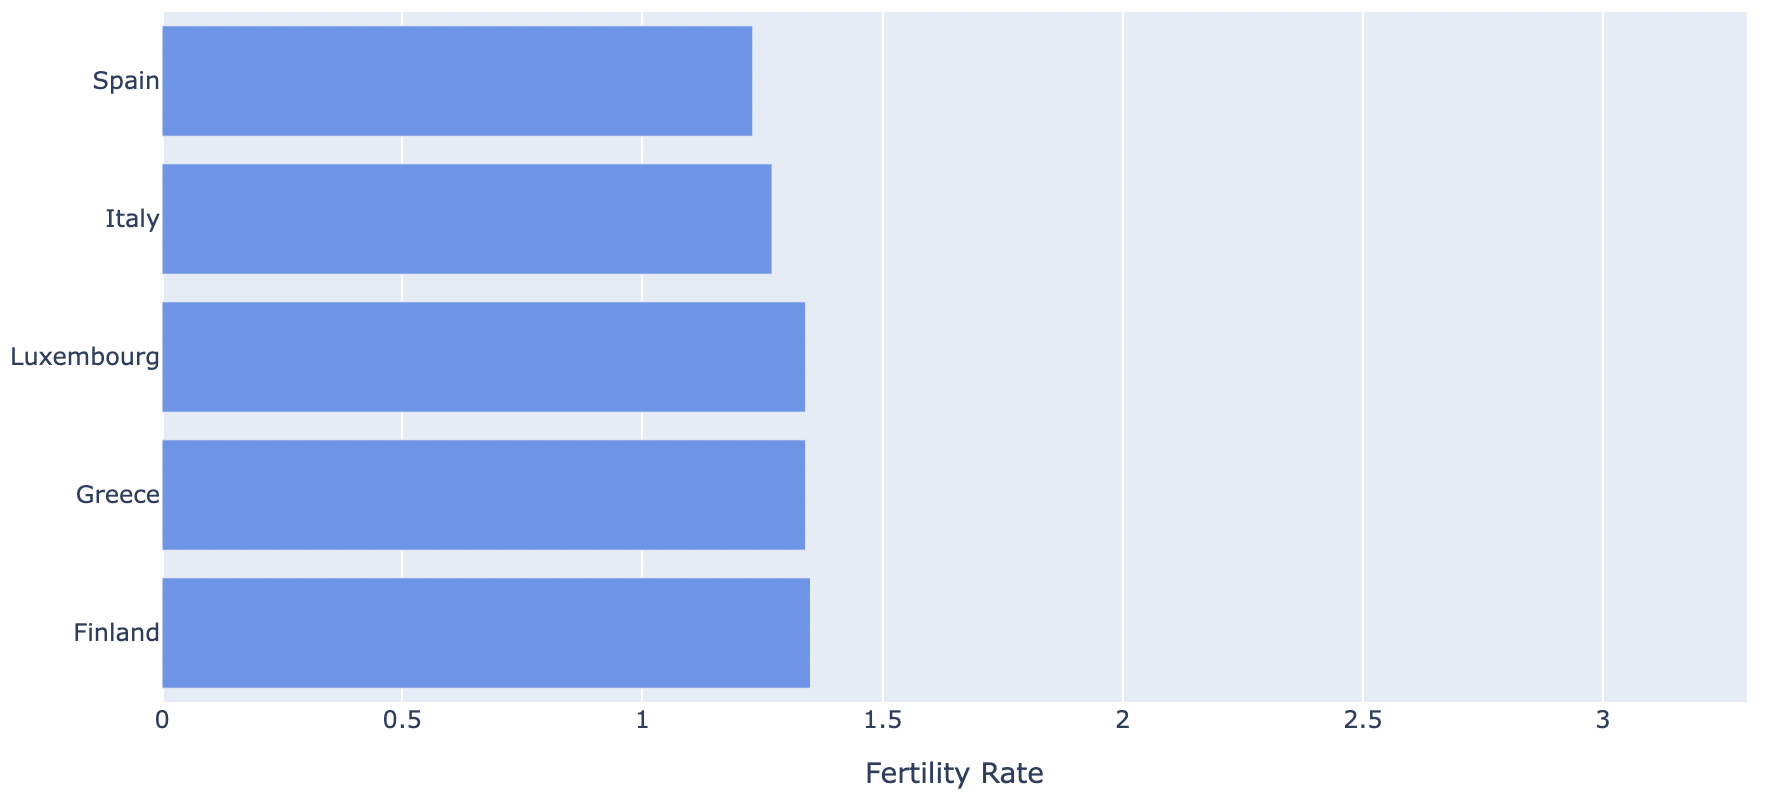 Spain
Italy
Luxembourg
Greece
Finland
0 0.5 1 1.5 2 2.5 3
Fertility Rate